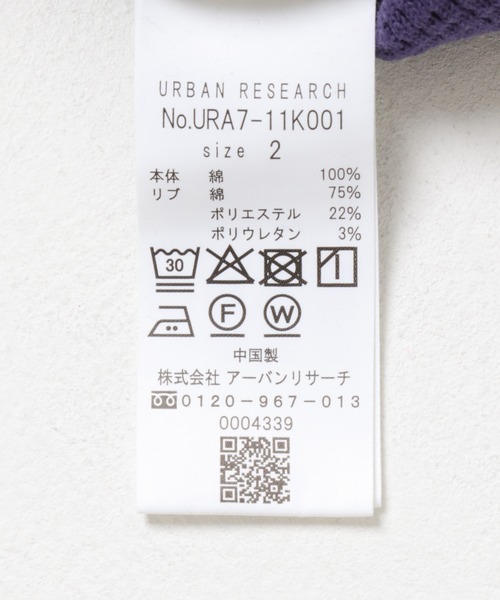 URBAN RESEARCH
No.URA7-11K001
size 2
本体 綿 100%
リブ 綿 75%
ポリエステル 22%
ポリウレタン 3%
30
F W
中国製
株式会社 アーバンリサーチ
0120-967-013
0004339